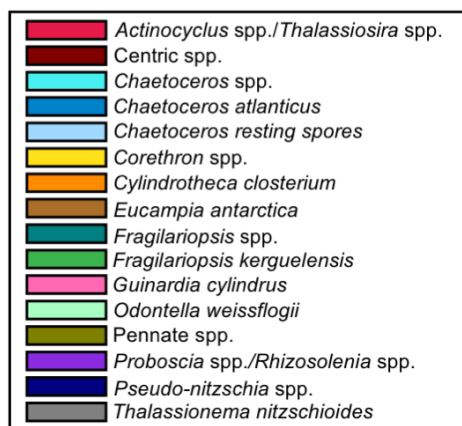 Actinocyclus spp./Thalassiosira spp.
Centric spp.
Chaetoceros spp.
Chaetoceros atlanticus
Chaetoceros resting spores
Corethron spp.
Cylindrotheca closterium
Eucampia antarctica
Fragilariopsis spp.
Fragilariopsis kerguelensis
Guinardia cylindrus
Odontella weissflogii
Pennate spp.
Proboscia spp./Rhizosolenia spp.
Pseudo-nitzschia spp.
Thalassionema nitzschioides